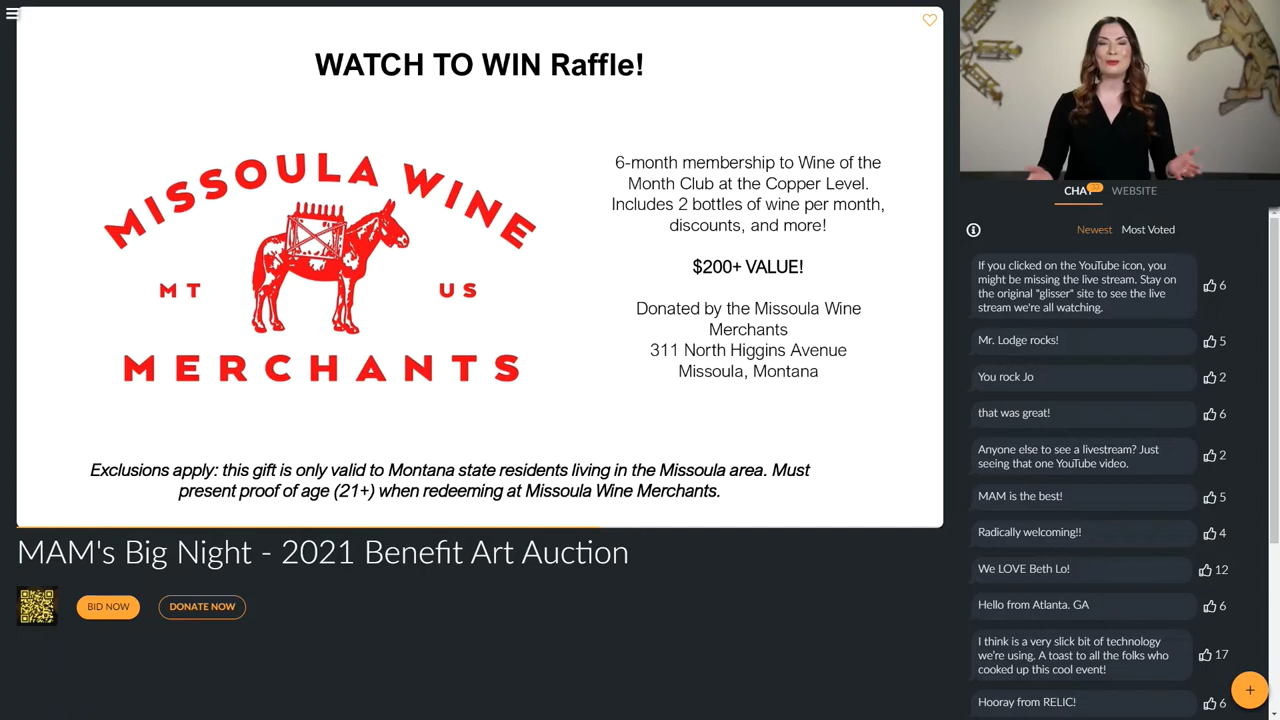 WATCH TO WIN Raffle!
MISSOULA WINE
MT US
MERCHANTS
6-month membership to Wine of the
Month Club at the Copper Level.
Includes 2 bottles of wine per month,
discounts, and more!
$200+ VALUE!
Donated by the Missoula Wine
Merchants
311 North Higgins Avenue
Missoula, Montana
Exclusions apply: this gift is only valid to Montana state residents living in the Missoula area. Must
present proof of age (21+) when redeeming at Missoula Wine Merchants.
MAM's Big Night - 2021 Benefit Art Auction
BID NOW
DONATE NOW
CHAT 33 WEBSITE
Newest Most Voted
If you clicked on the YouTube icon, you
might be missing the live stream. Stay on
the original "glisser" site to see the live
stream we're all watching.
6
Mr. Lodge rocks!
5
You rock Jo
2
that was great!
6
Anyone else to see a livestream? Just
seeing that one YouTube video.
2
MAM is the best!
5
Radically welcoming!!
4
We LOVE Beth Lo!
12
Hello from Atlanta. GA
6
I think is a very slick bit of technology
we're using. A toast to all the folks who
cooked up this cool event!
17
Hooray from RELIC!
6
+